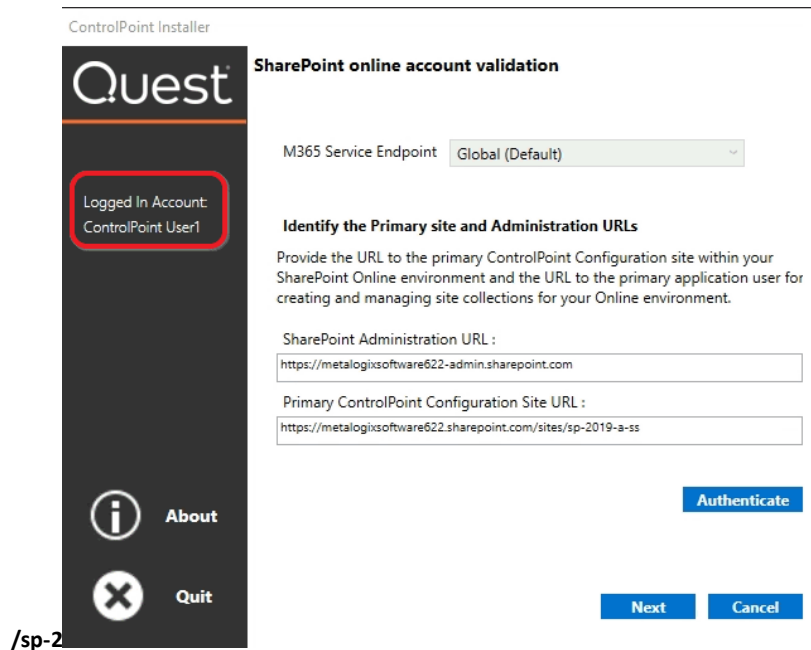 ControlPoint Installer
Quest
SharePoint online account validation
M365 Service Endpoint Global (Default)
Logged In Account:
ControlPoint User1
Identify the Primary site and Administration URLs
Provide the URL to the primary ControlPoint Configuration site within your
SharePoint Online environment and the URL to the primary application user for
creating and managing site collections for your Online environment.
SharePoint Administration URL :
https://metalogixsoftware622-admin.sharepoint.com
Primary ControlPoint Configuration Site URL :
https://metalogixsoftware622.sharepoint.com/sites/sp-2019-a-ss
Authenticate
About
Quit
Next Cancel
/sp-2